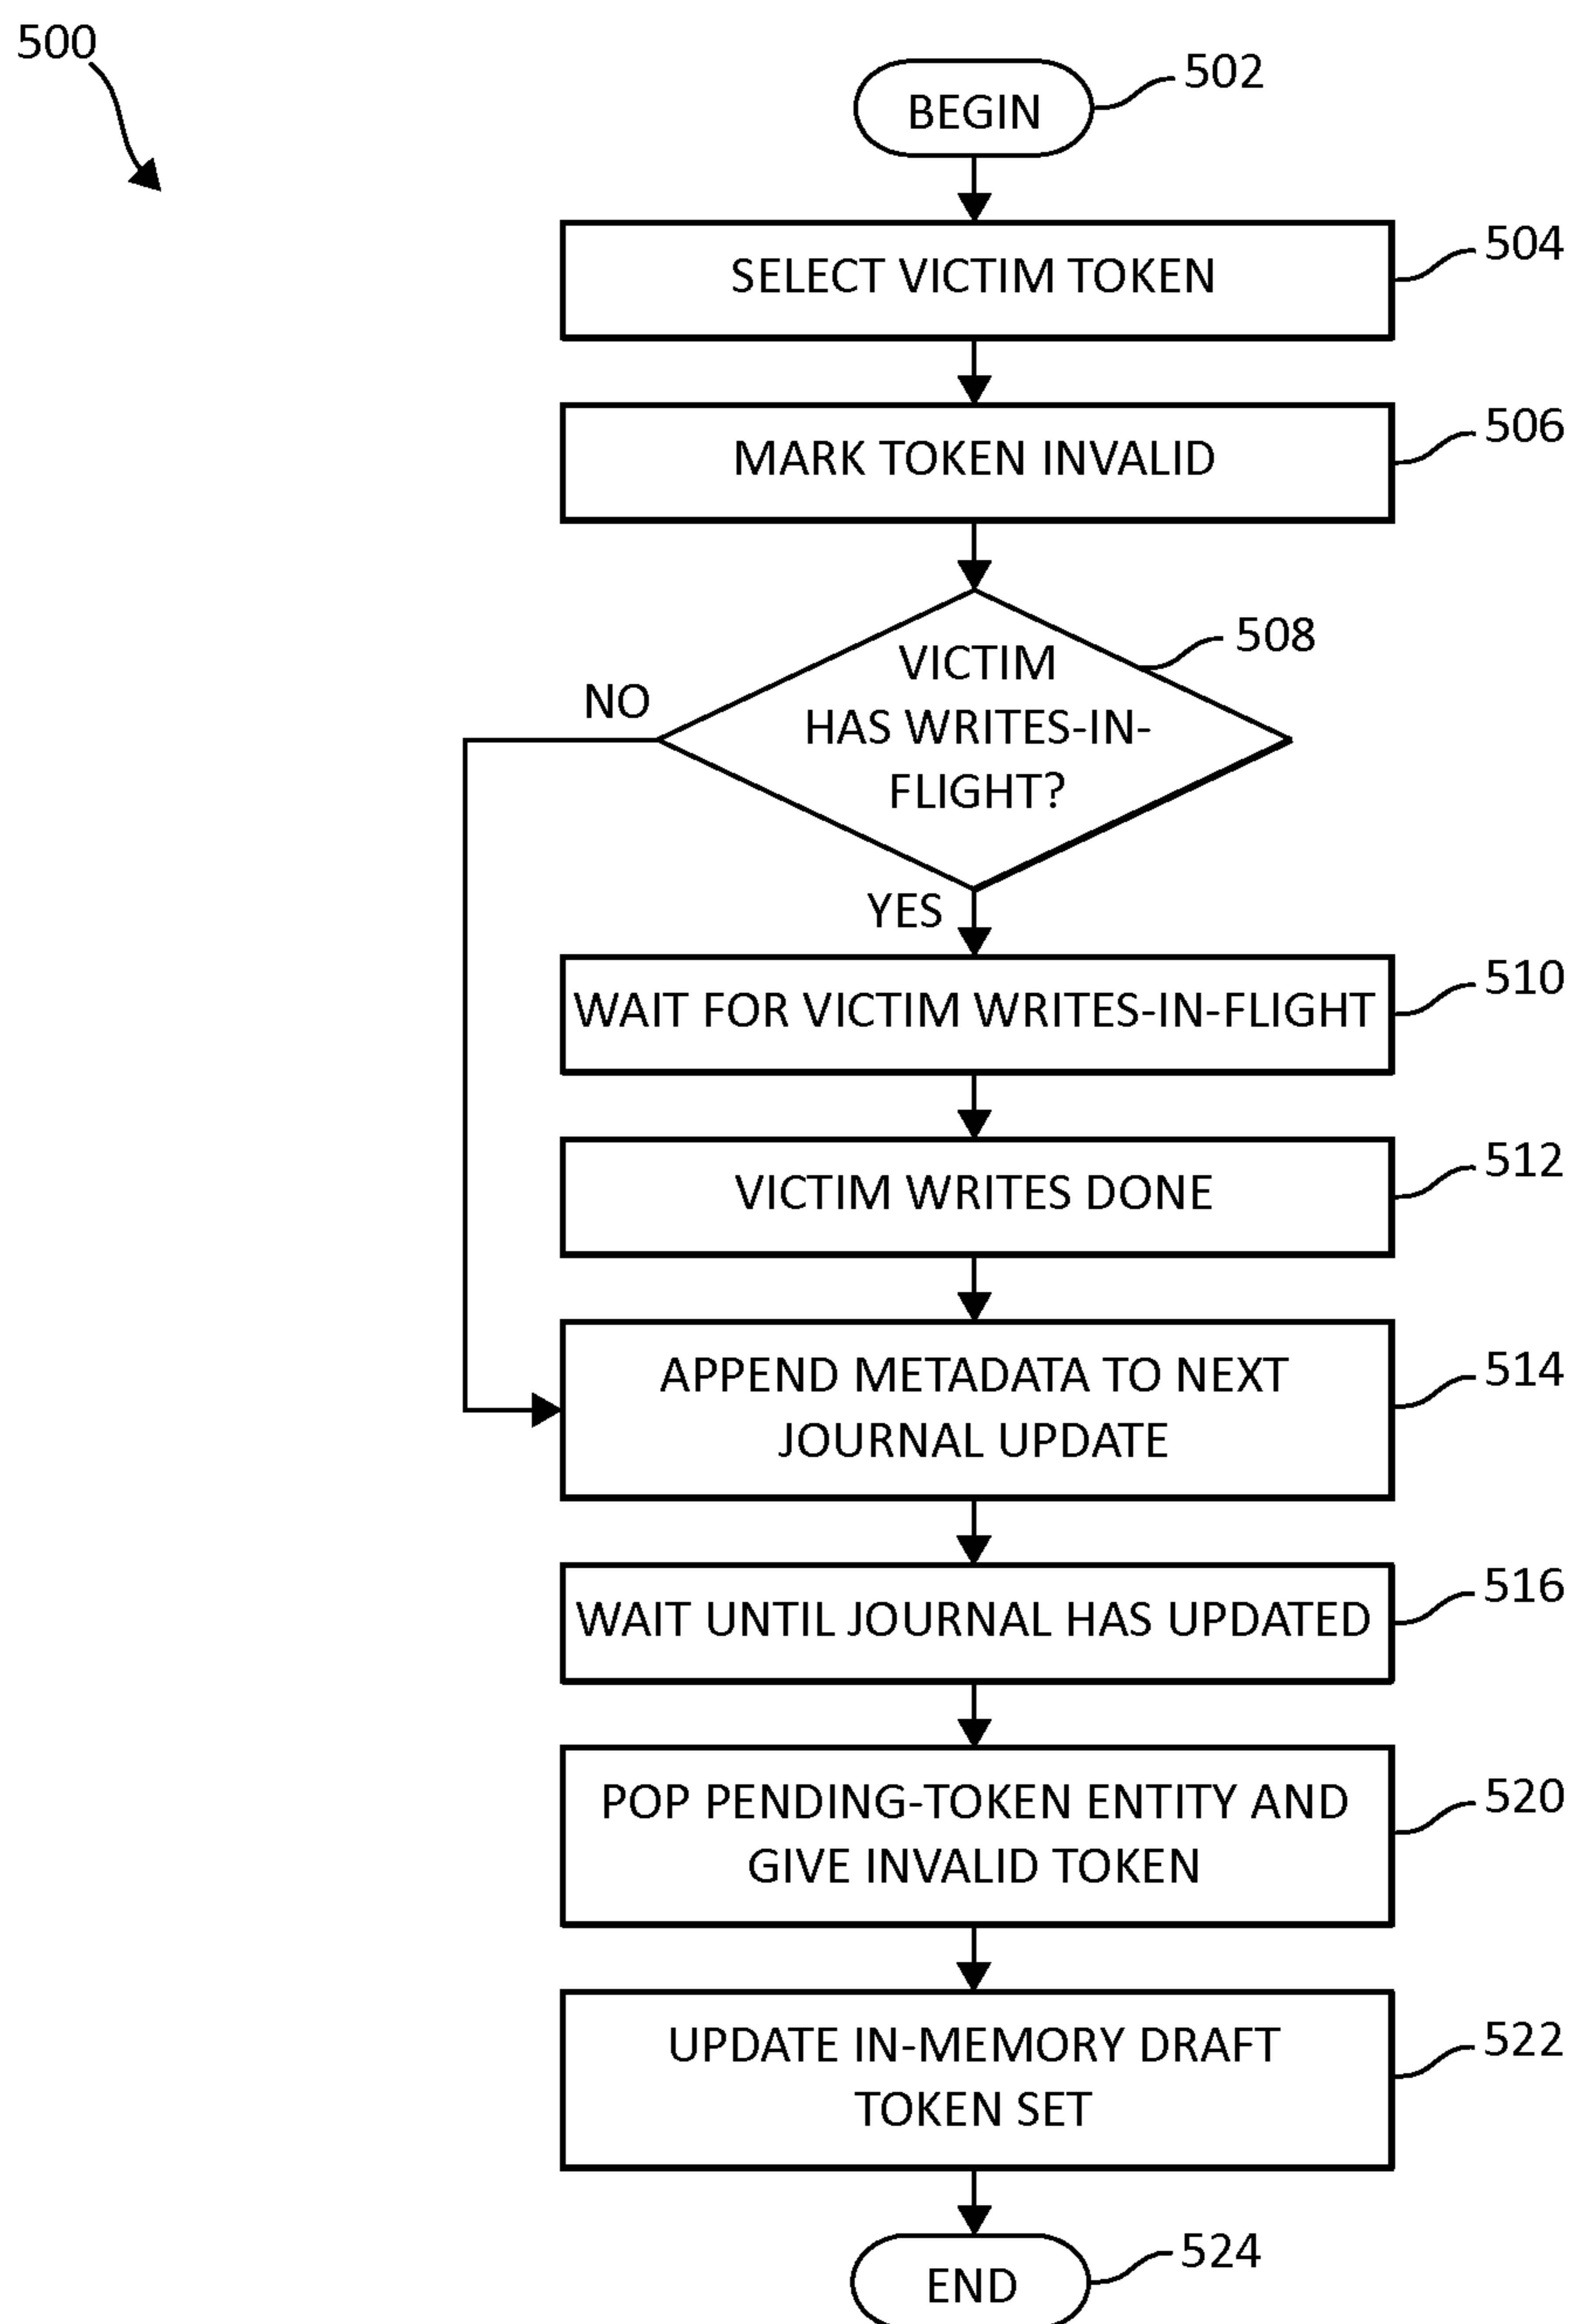 500
BEGIN
502
SELECT VICTIM TOKEN
504
MARK TOKEN INVALID
506
VICTIM
HAS WRITES-IN-
FLIGHT?
508
NO
YES
WAIT FOR VICTIM WRITES-IN-FLIGHT
510
VICTIM WRITES DONE
512
APPEND METADATA TO NEXT
JOURNAL UPDATE
514
WAIT UNTIL JOURNAL HAS UPDATED
516
POP PENDING-TOKEN ENTITY AND
GIVE INVALID TOKEN
520
UPDATE IN-MEMORY DRAFT
TOKEN SET
522
END
524